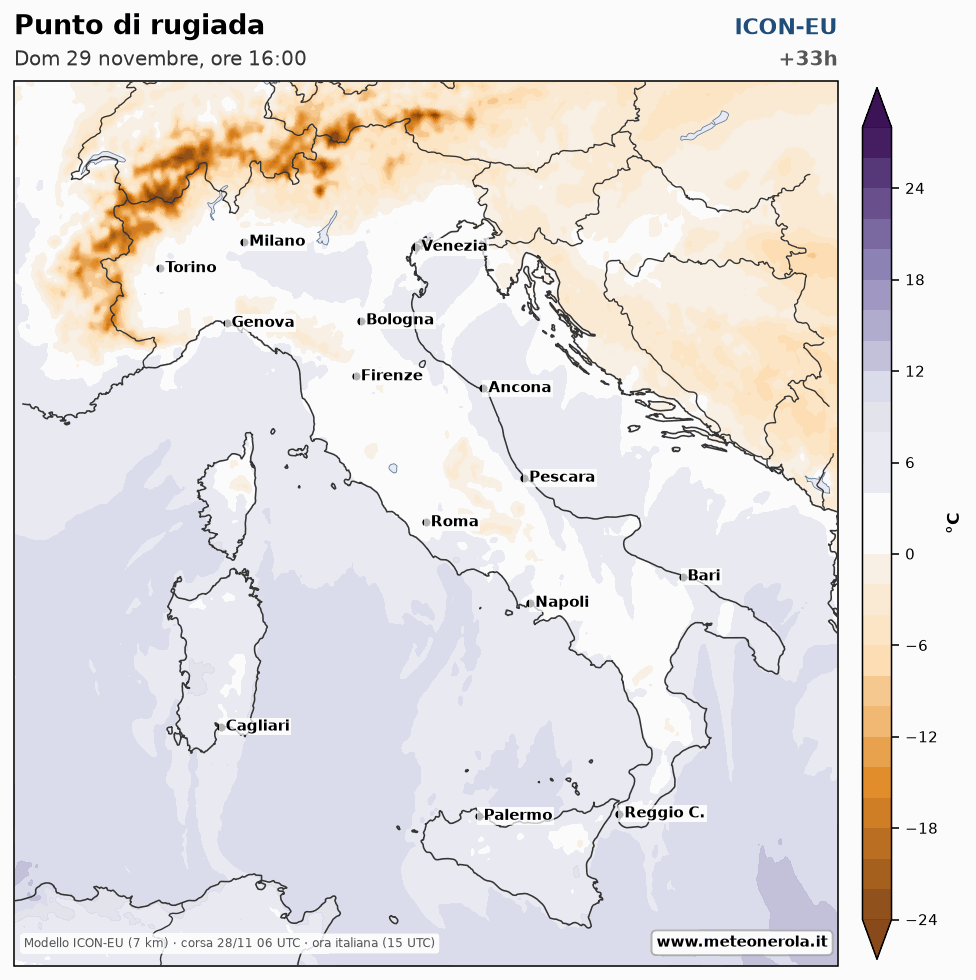 Punto di rugiada
ICON-EU
Dom 29 novembre, ore 16:00
+33h
Milano
Venezia
Torino
Genova
Bologna
Firenze
Ancona
Pescara
Roma
Bari
Napoli
Cagliari
Palermo
Reggio C.
24
18
12
6
0
−6
−12
−18
−24
°C
Modello ICON-EU (7 km) · corsa 28/11 06 UTC · ora italiana (15 UTC)
www.meteonerola.it